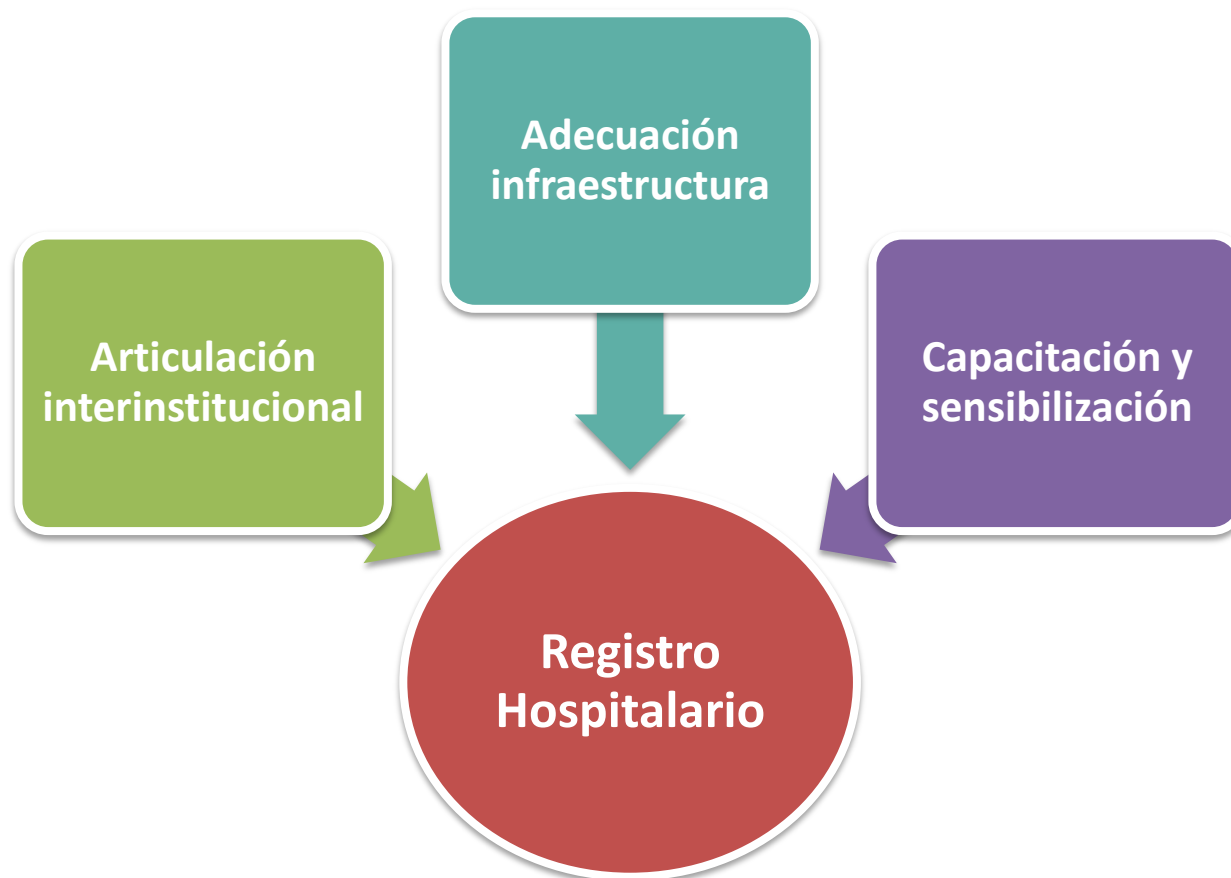 Adecuación
infraestructura
Articulación
interinstitucional
Capacitación y
sensibilización
Registro
Hospitalario